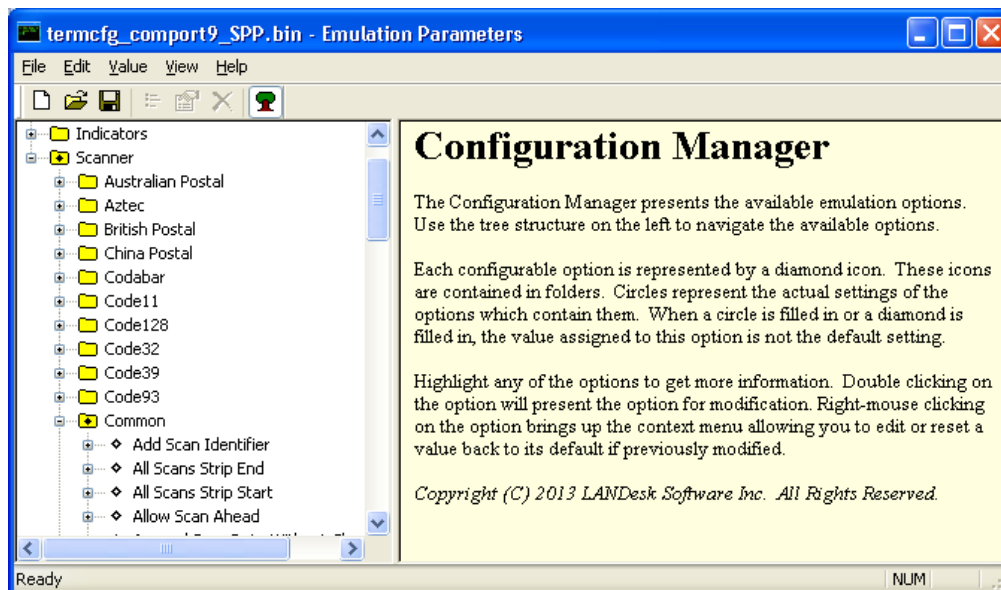 termcfg_comport9_SPP.bin - Emulation Parameters
File Edit Value View Help
Indicators
Scanner
Australian Postal
Aztec
British Postal
China Postal
Codabar
Code11
Code128
Code32
Code39
Code93
Common
Add Scan Identifier
All Scans Strip End
All Scans Strip Start
Allow Scan Ahead
Configuration Manager
The Configuration Manager presents the available emulation options.
Use the tree structure on the left to navigate the available options.
Each configurable option is represented by a diamond icon. These icons
are contained in folders. Circles represent the actual settings of the
options which contain them. When a circle is filled in or a diamond is
filled in, the value assigned to this option is not the default setting.
Highlight any of the options to get more information. Double clicking on
the option will present the option for modification. Right-mouse clicking
on the option brings up the context menu allowing you to edit or reset a
value back to its default if previously modified.
Copyright (C) 2013 LANDesk Software Inc. All Rights Reserved.
Ready
NUM